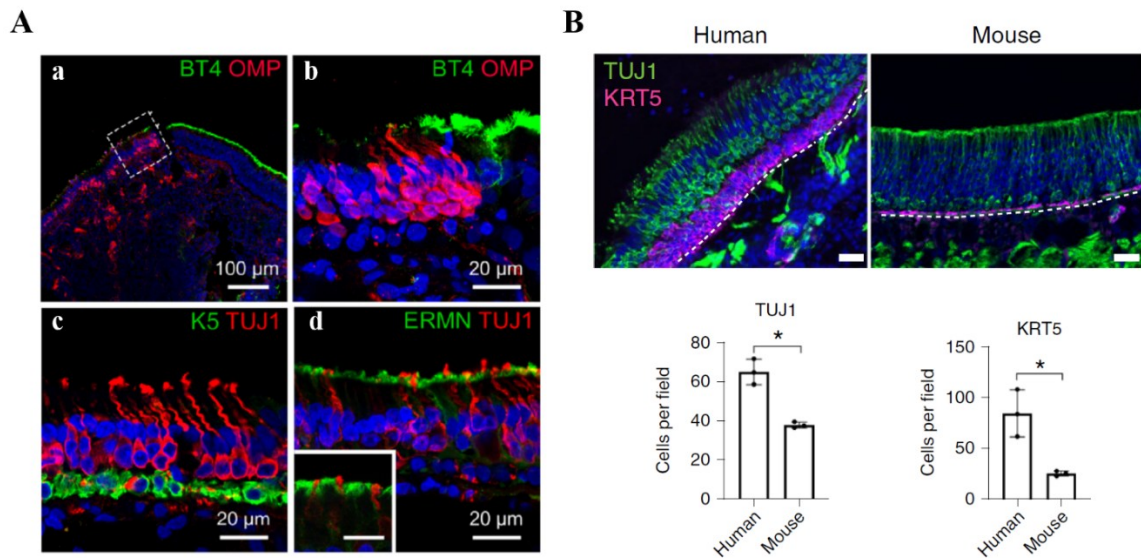 A
a
BT4 OMP
100 µm
b
BT4 OMP
20 µm
c
K5 TUJ1
20 µm
d
ERMN TUJ1
20 µm
B
Human
Mouse
TUJ1
KRT5
TUJ1
*
Cells per field
80
60
40
20
0
Human
Mouse
KRT5
*
Cells per field
150
100
50
0
Human
Mouse